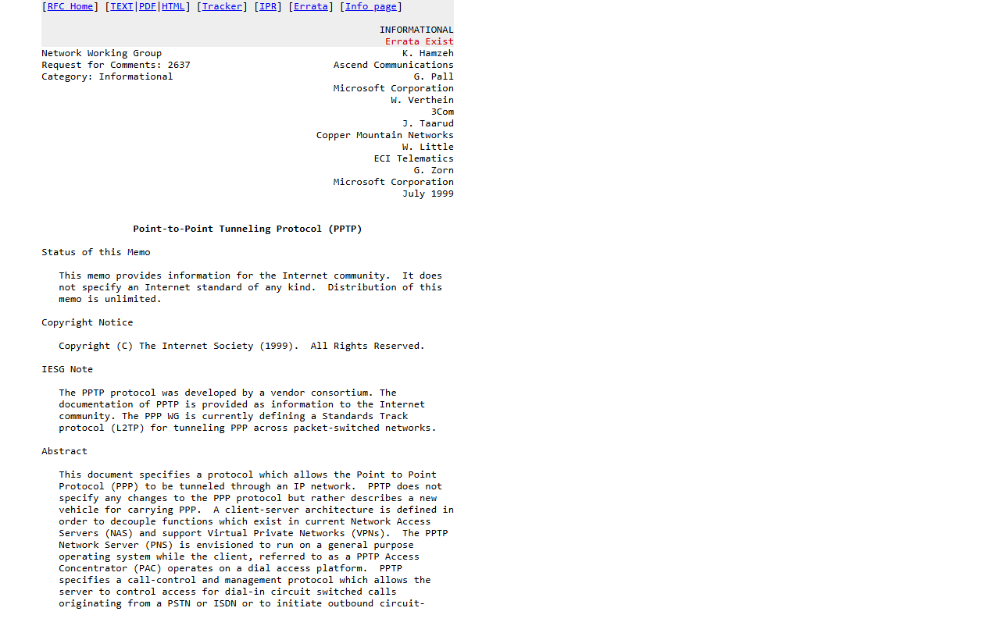 [RFC Home] [TEXT|PDF|HTML] [Tracker] [IPR] [Errata] [Info page]
INFORMATIONAL
Errata Exist
Network Working Group K. Hamzeh
Request for Comments: 2637 Ascend Communications
Category: Informational G. Pall
Microsoft Corporation
W. Verthein
3Com
J. Taarud
Copper Mountain Networks
W. Little
ECI Telematics
G. Zorn
Microsoft Corporation
July 1999
Point-to-Point Tunneling Protocol (PPTP)
Status of this Memo
This memo provides information for the Internet community.  It does
not specify an Internet standard of any kind.  Distribution of this
memo is unlimited.
Copyright Notice
Copyright (C) The Internet Society (1999).  All Rights Reserved.
IESG Note
The PPTP protocol was developed by a vendor consortium. The
documentation of PPTP is provided as information to the Internet
community. The PPP WG is currently defining a Standards Track
protocol (L2TP) for tunneling PPP across packet-switched networks.
Abstract
This document specifies a protocol which allows the Point to Point
Protocol (PPP) to be tunneled through an IP network.  PPTP does not
specify any changes to the PPP protocol but rather describes a new
vehicle for carrying PPP.  A client-server architecture is defined in
order to decouple functions which exist in current Network Access
Servers (NAS) and support Virtual Private Networks (VPNs).  The PPTP
Network Server (PNS) is envisioned to run on a general purpose
operating system while the client, referred to as a PPTP Access
Concentrator (PAC) operates on a dial access platform.  PPTP
specifies a call-control and management protocol which allows the
server to control access for dial-in circuit switched calls
originating from a PSTN or ISDN or to initiate outbound circuit-